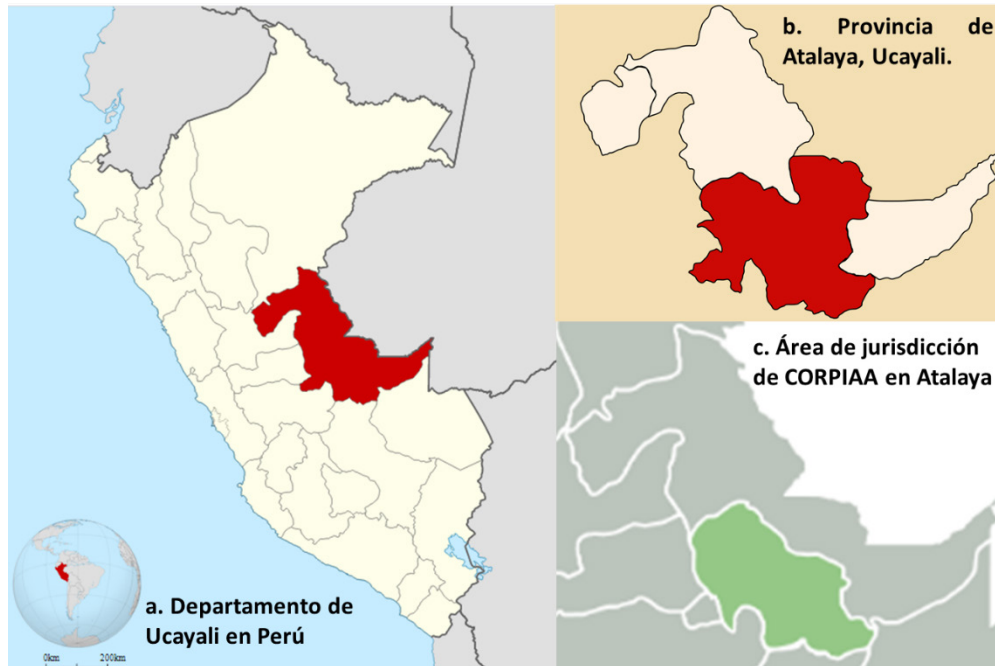 a. Departamento de
Ucayali en Perú
0km 200km
b. Provincia de
Atalaya, Ucayali.
c. Área de jurisdicción
de CORPIAA en Atalaya